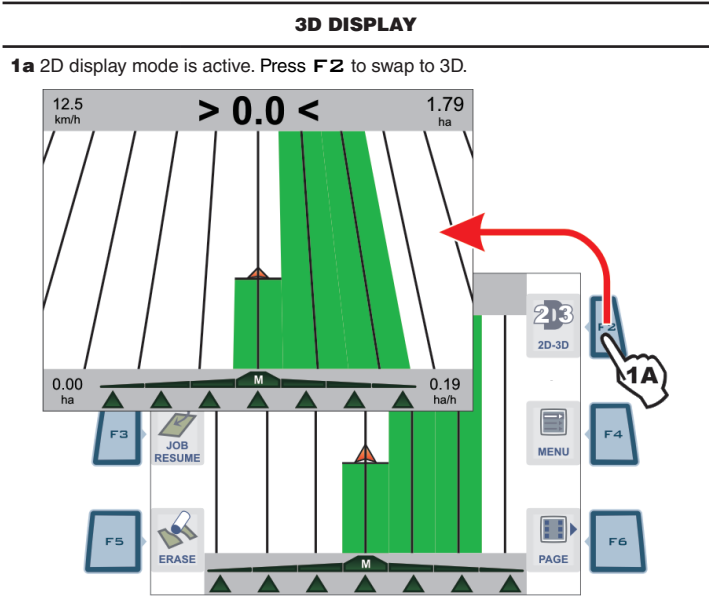 3D DISPLAY
1a 2D display mode is active. Press F2 to swap to 3D.
12.5
km/h
> 0.0 <
1.79
ha
2D3
2D-3D
F2
1A
0.00
ha
M
0.19
ha/h
F3
JOB
RESUME
MENU
F4
F5
ERASE
M
PAGE
F6